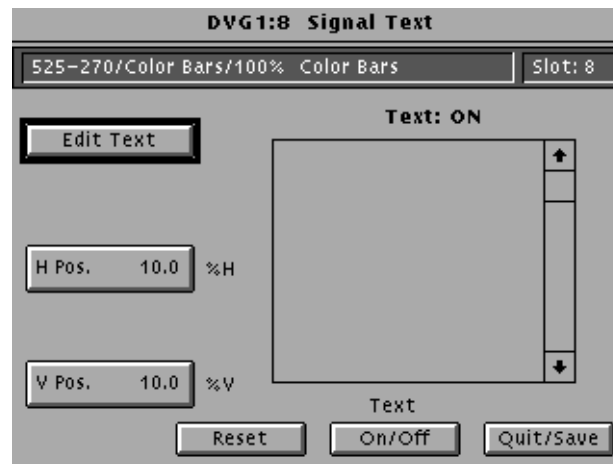 DVG1:8 Signal Text
525-270/Color Bars/100% Color Bars Slot: 8
Text: ON
Edit Text
H Pos. 10.0 %H
V Pos. 10.0 %V
Text
Reset On/Off Quit/Save